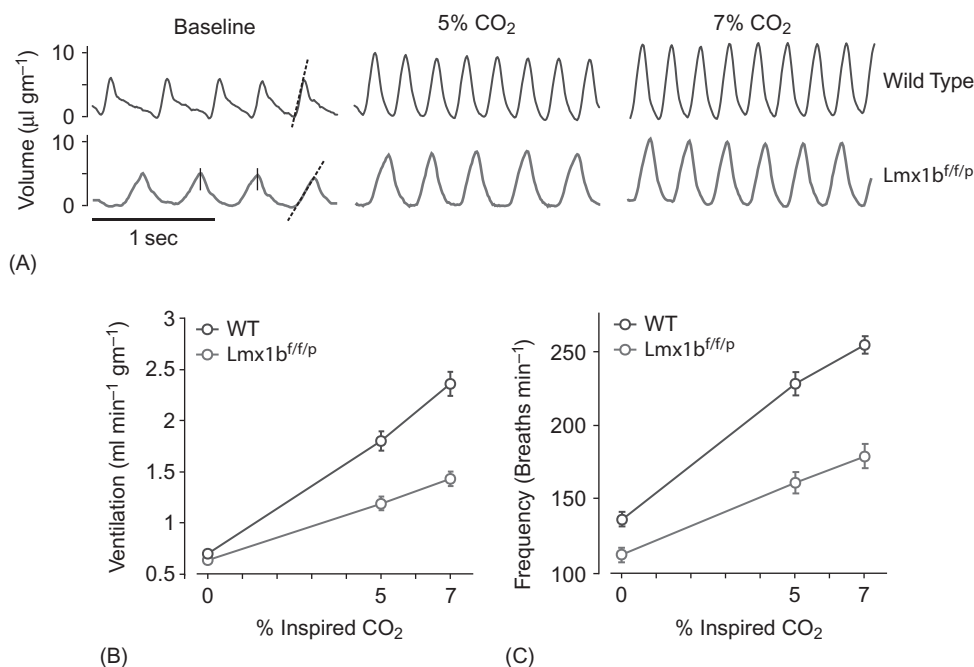 Baseline 5% CO₂ 7% CO₂
Volume (µl gm⁻¹)
10
0
Wild Type
10
0
Lmx1bᶠ/ᶠ/ᵖ
1 sec
(A)
Ventilation (ml min⁻¹ gm⁻¹)
3
2.5
2
1.5
1
0.5
WT
Lmx1bᶠ/ᶠ/ᵖ
0 5 7
% Inspired CO₂
(B)
Frequency (Breaths min⁻¹)
250
200
150
100
WT
Lmx1bᶠ/ᶠ/ᵖ
0 5 7
% Inspired CO₂
(C)